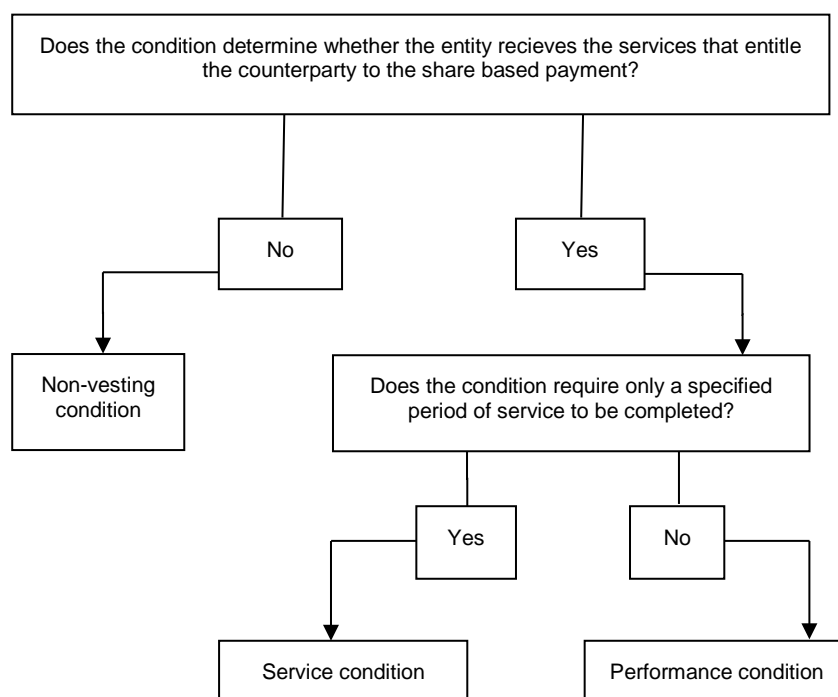 Does the condition determine whether the entity recieves the services that entitle
the counterparty to the share based payment?
No
Yes
Non-vesting
condition
Does the condition require only a specified
period of service to be completed?
Yes
No
Service condition
Performance condition